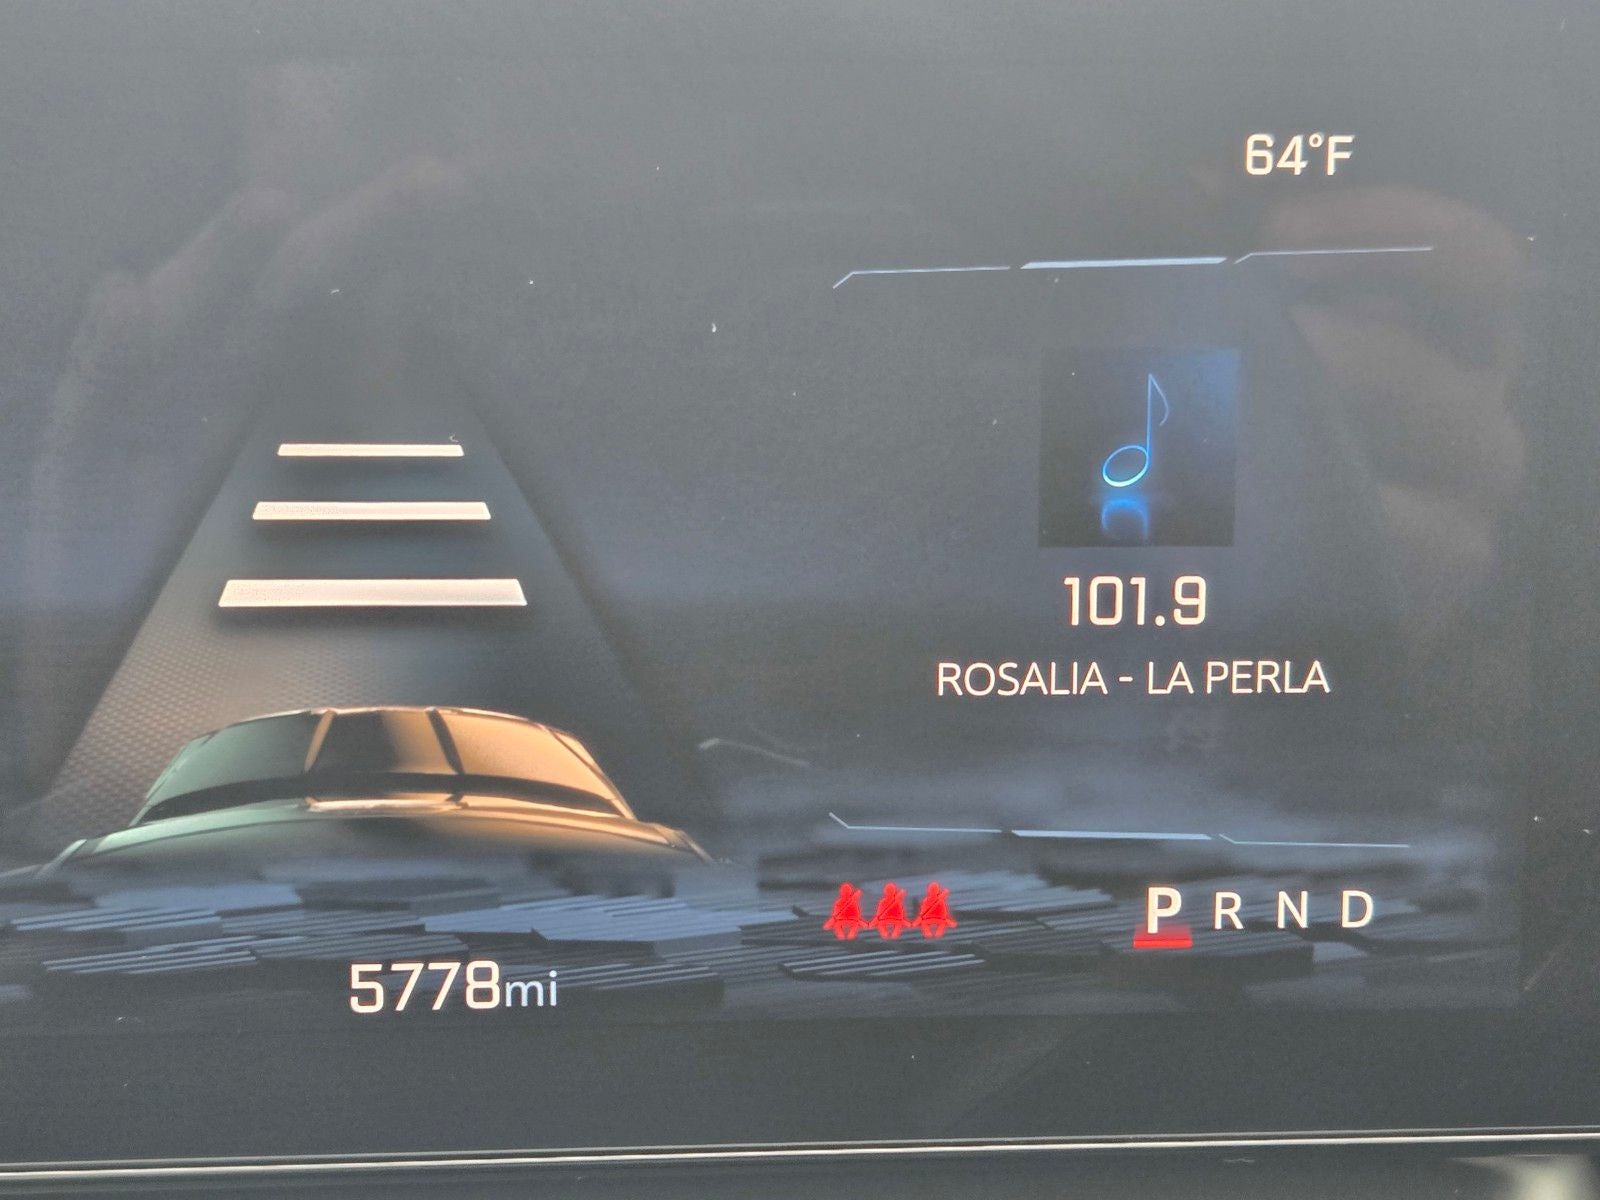 64°F
101.9
ROSALIA - LA PERLA
P R N D
5778mi